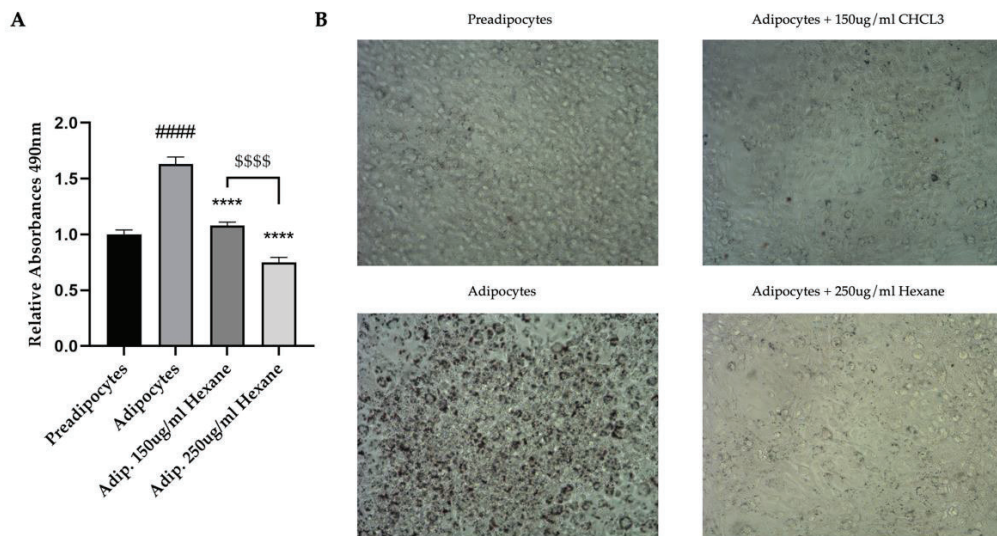 A
Relative Absorbances 490nm
2.0
1.5
1.0
0.5
0.0
####
$$$$
****
****
Preadipocytes
Adipocytes
Adip. 150ug/ml Hexane
Adip. 250ug/ml Hexane
B
Preadipocytes
Adipocytes + 150ug/ml CHCL3
Adipocytes
Adipocytes + 250ug/ml Hexane